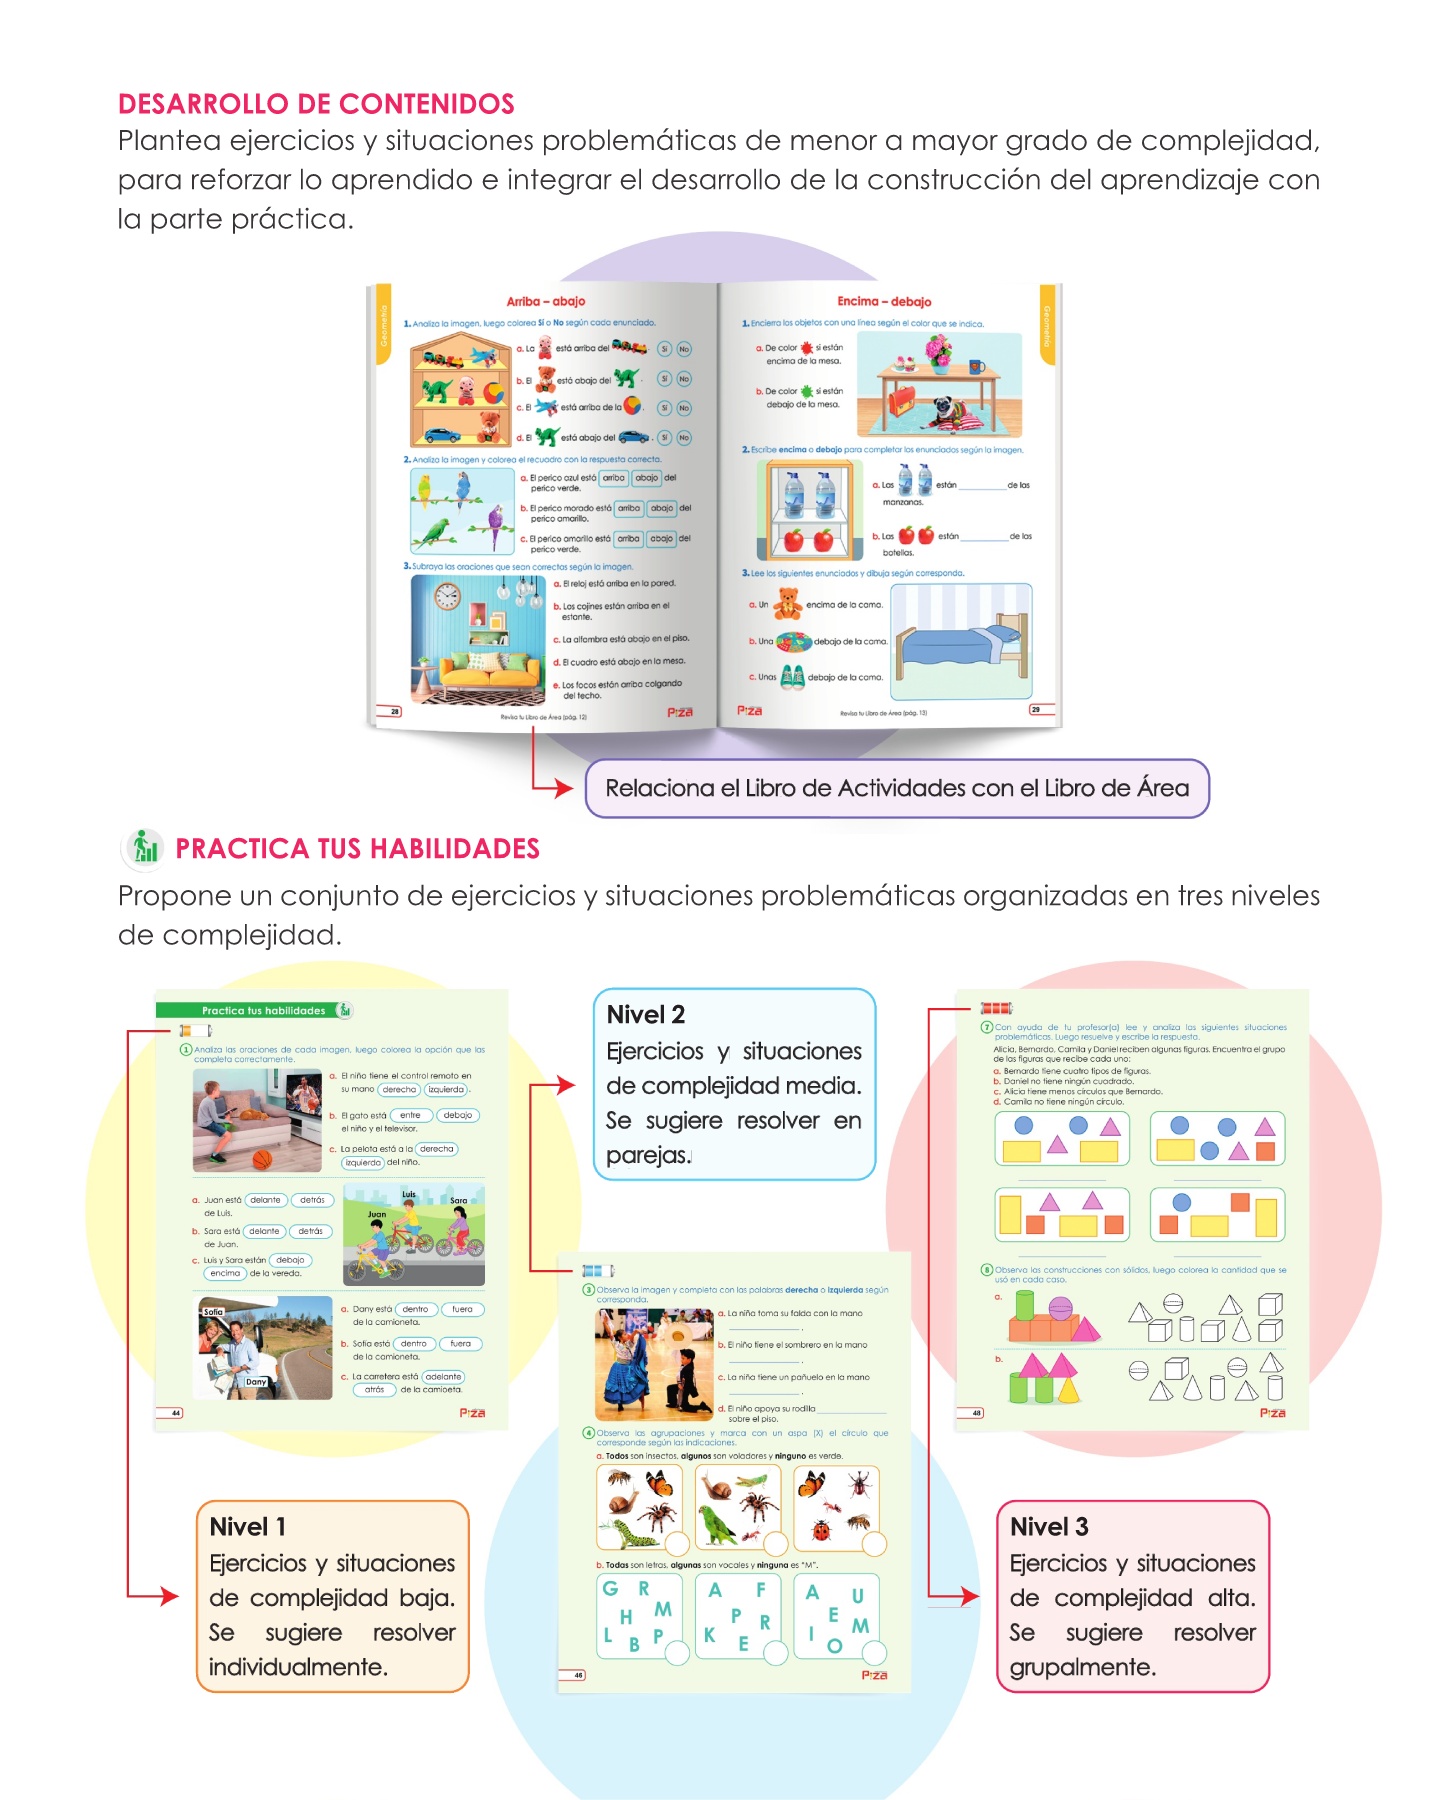 DESARROLLO DE CONTENIDOS
Plantea ejercicios y situaciones problemáticas de menor a mayor grado de complejidad,
para reforzar lo aprendido e integrar el desarrollo de la construcción del aprendizaje con
la parte práctica.
Geometría
Arriba – abajo
1. Analiza la imagen, luego colorea Sí o No según cada enunciado.
a. La está arriba del . Sí No
b. El está abajo del . Sí No
c. El está arriba de la . Sí No
d. El está abajo del . Sí No
2. Analiza la imagen y colorea el recuadro con la respuesta correcta.
a. El perico azul está arriba abajo del
perico verde.
b. El perico morado está arriba abajo del
perico amarillo.
c. El perico amarillo está arriba abajo del
perico verde.
3. Subraya las oraciones que sean correctas según la imagen.
a. El reloj está arriba en la pared.
b. Los cojines están arriba en el
estante.
c. La alfombra está abajo en el piso.
d. El cuadro está abajo en la mesa.
e. Los focos están arriba colgando
del techo.
28
Revisa tu Libro de Área (pág. 12)
Piza
Encima – debajo
Geometría
1. Encierra los objetos con una línea según el color que se indica.
a. De color si están
encima de la mesa.
b. De color si están
debajo de la mesa.
2. Escribe encima o debajo para completar los enunciados según la imagen.
a. Las están __________ de las
manzanas.
b. Las están __________ de las
botellas.
3. Lee los siguientes enunciados y dibuja según corresponda.
a. Un encima de la cama.
b. Una debajo de la cama.
c. Unas debajo de la cama.
Piza
Revisa tu Libro de Área (pág. 13)
29
Relaciona el Libro de Actividades con el Libro de Área
PRACTICA TUS HABILIDADES
Propone un conjunto de ejercicios y situaciones problemáticas organizadas en tres niveles
de complejidad.
Practica tus habilidades
1 Analiza las oraciones de cada imagen, luego colorea la opción que las
completa correctamente.
a. El niño tiene el control remoto en
su mano derecha izquierda .
b. El gato está entre debajo
el niño y el televisor.
c. La pelota está a la derecha
izquierda del niño.
a. Juan está delante detrás
de Luis.
b. Sara está delante detrás
de Juan.
c. Luis y Sara están debajo
encima de la vereda.
Juan
Luis
Sara
Sofía
Dany
a. Dany está dentro fuera
de la camioneta.
b. Sofía está dentro fuera
de la camioneta.
c. La carretera está adelante
atrás de la camioneta.
44
Piza
Nivel 1
Ejercicios y situaciones
de complejidad baja.
Se sugiere resolver
individualmente.
Nivel 2
Ejercicios y situaciones
de complejidad media.
Se sugiere resolver en
parejas.
3 Observa la imagen y completa con las palabras derecha o izquierda según
corresponda.
a. La niña toma su falda con la mano
__________ .
b. El niño tiene el sombrero en la mano
__________ .
c. La niña tiene un pañuelo en la mano
__________ .
d. El niño apoya su rodilla __________
sobre el piso.
4 Observa las agrupaciones y marca con un aspa (X) el círculo que
corresponde según las indicaciones.
a. Todos son insectos, algunos son voladores y ninguno es verde.
b. Todas son letras, algunas son vocales y ninguna es "M".
G R
H M
L B P
A F
P R
K E
A U
E M
I O
46
Piza
7 Con ayuda de tu profesor(a) lee y analiza las siguientes situaciones
problemáticas. Luego resuelve y escribe la respuesta.
Alicia, Bernardo, Camila y Daniel reciben algunas figuras. Encuentra el grupo
de las figuras que recibe cada uno:
a. Bernardo tiene cuatro tipos de figuras.
b. Daniel no tiene ningún cuadrado.
c. Alicia tiene menos círculos que Bernardo.
d. Camila no tiene ningún círculo.
8 Observa las construcciones con sólidos, luego colorea la cantidad que se
usó en cada caso.
a.
b.
48
Piza
Nivel 3
Ejercicios y situaciones
de complejidad alta.
Se sugiere resolver
grupalmente.